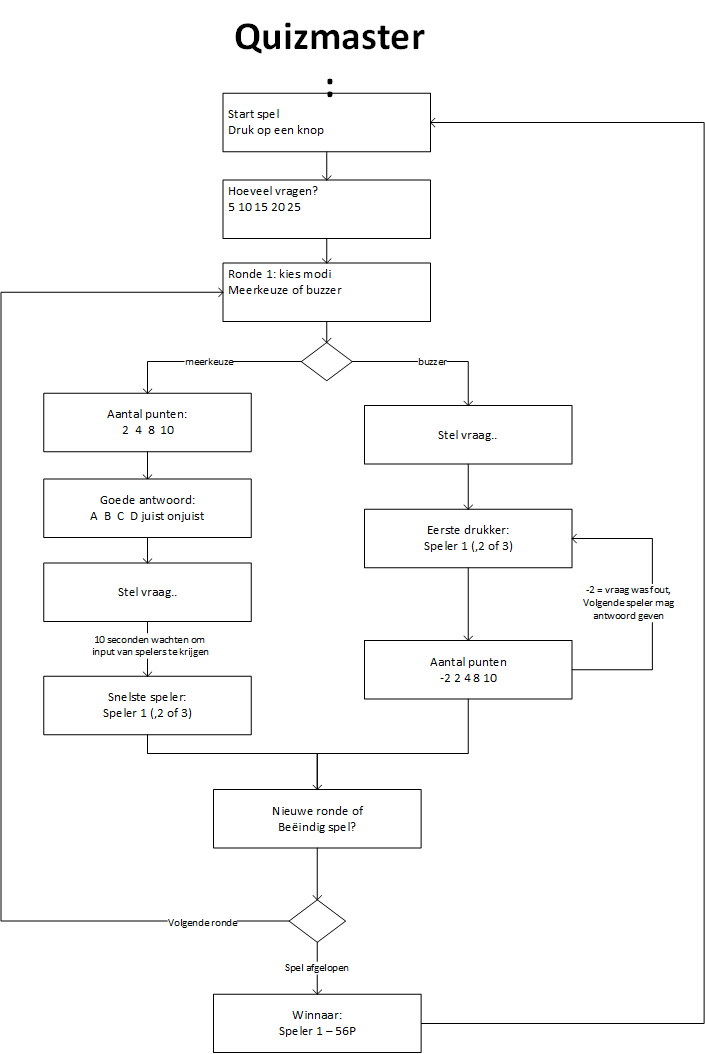 Quizmaster
:
Start spel
Druk op een knop
Hoeveel vragen?
5 10 15 20 25
Ronde 1: kies modi
Meerkeuze of buzzer
meerkeuze
buzzer
Aantal punten:
2 4 8 10
Goede antwoord:
A B C D juist onjuist
Stel vraag..
10 seconden wachten om
input van spelers te krijgen
Snelste speler:
Speler 1 (,2 of 3)
Stel vraag..
Eerste drukker:
Speler 1 (,2 of 3)
-2 = vraag was fout,
Volgende speler mag
antwoord geven
Aantal punten
-2 2 4 8 10
Nieuwe ronde of
Beëindig spel?
Volgende ronde
Spel afgelopen
Winnaar:
Speler 1 – 56P